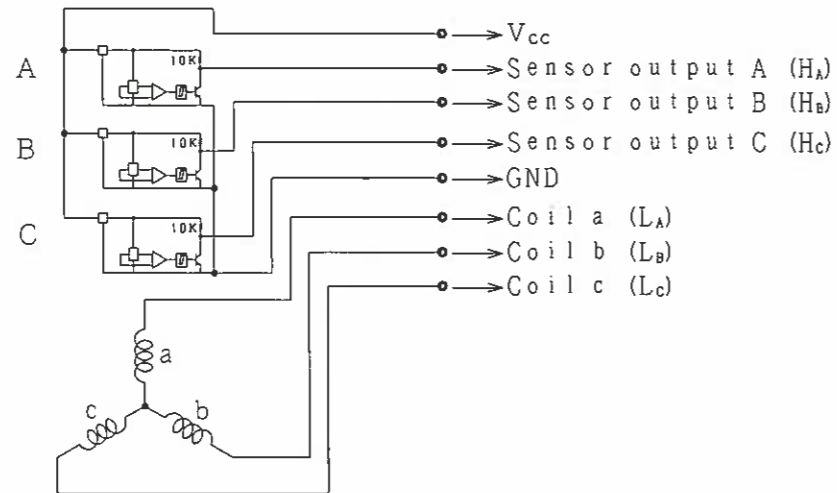 Vcc
10K
A
Sensor output A (HA)
Sensor output B (HB)
10K
B
Sensor output C (HC)
GND
10K
C
Coil a (LA)
Coil b (LB)
Coil c (LC)
a
c
b